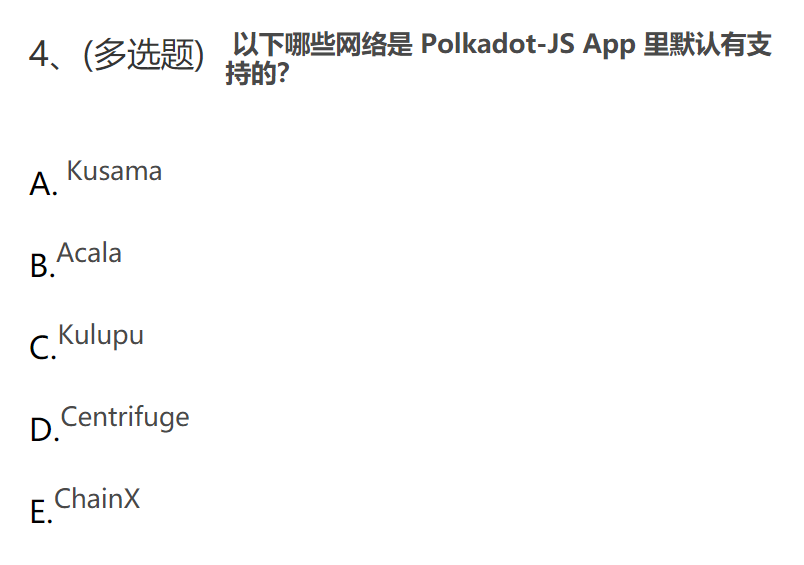 4、(多选题) 以下哪些网络是 Polkadot-JS App 里默认有支
持的?
A. Kusama
B. Acala
C. Kulupu
D. Centrifuge
E. ChainX